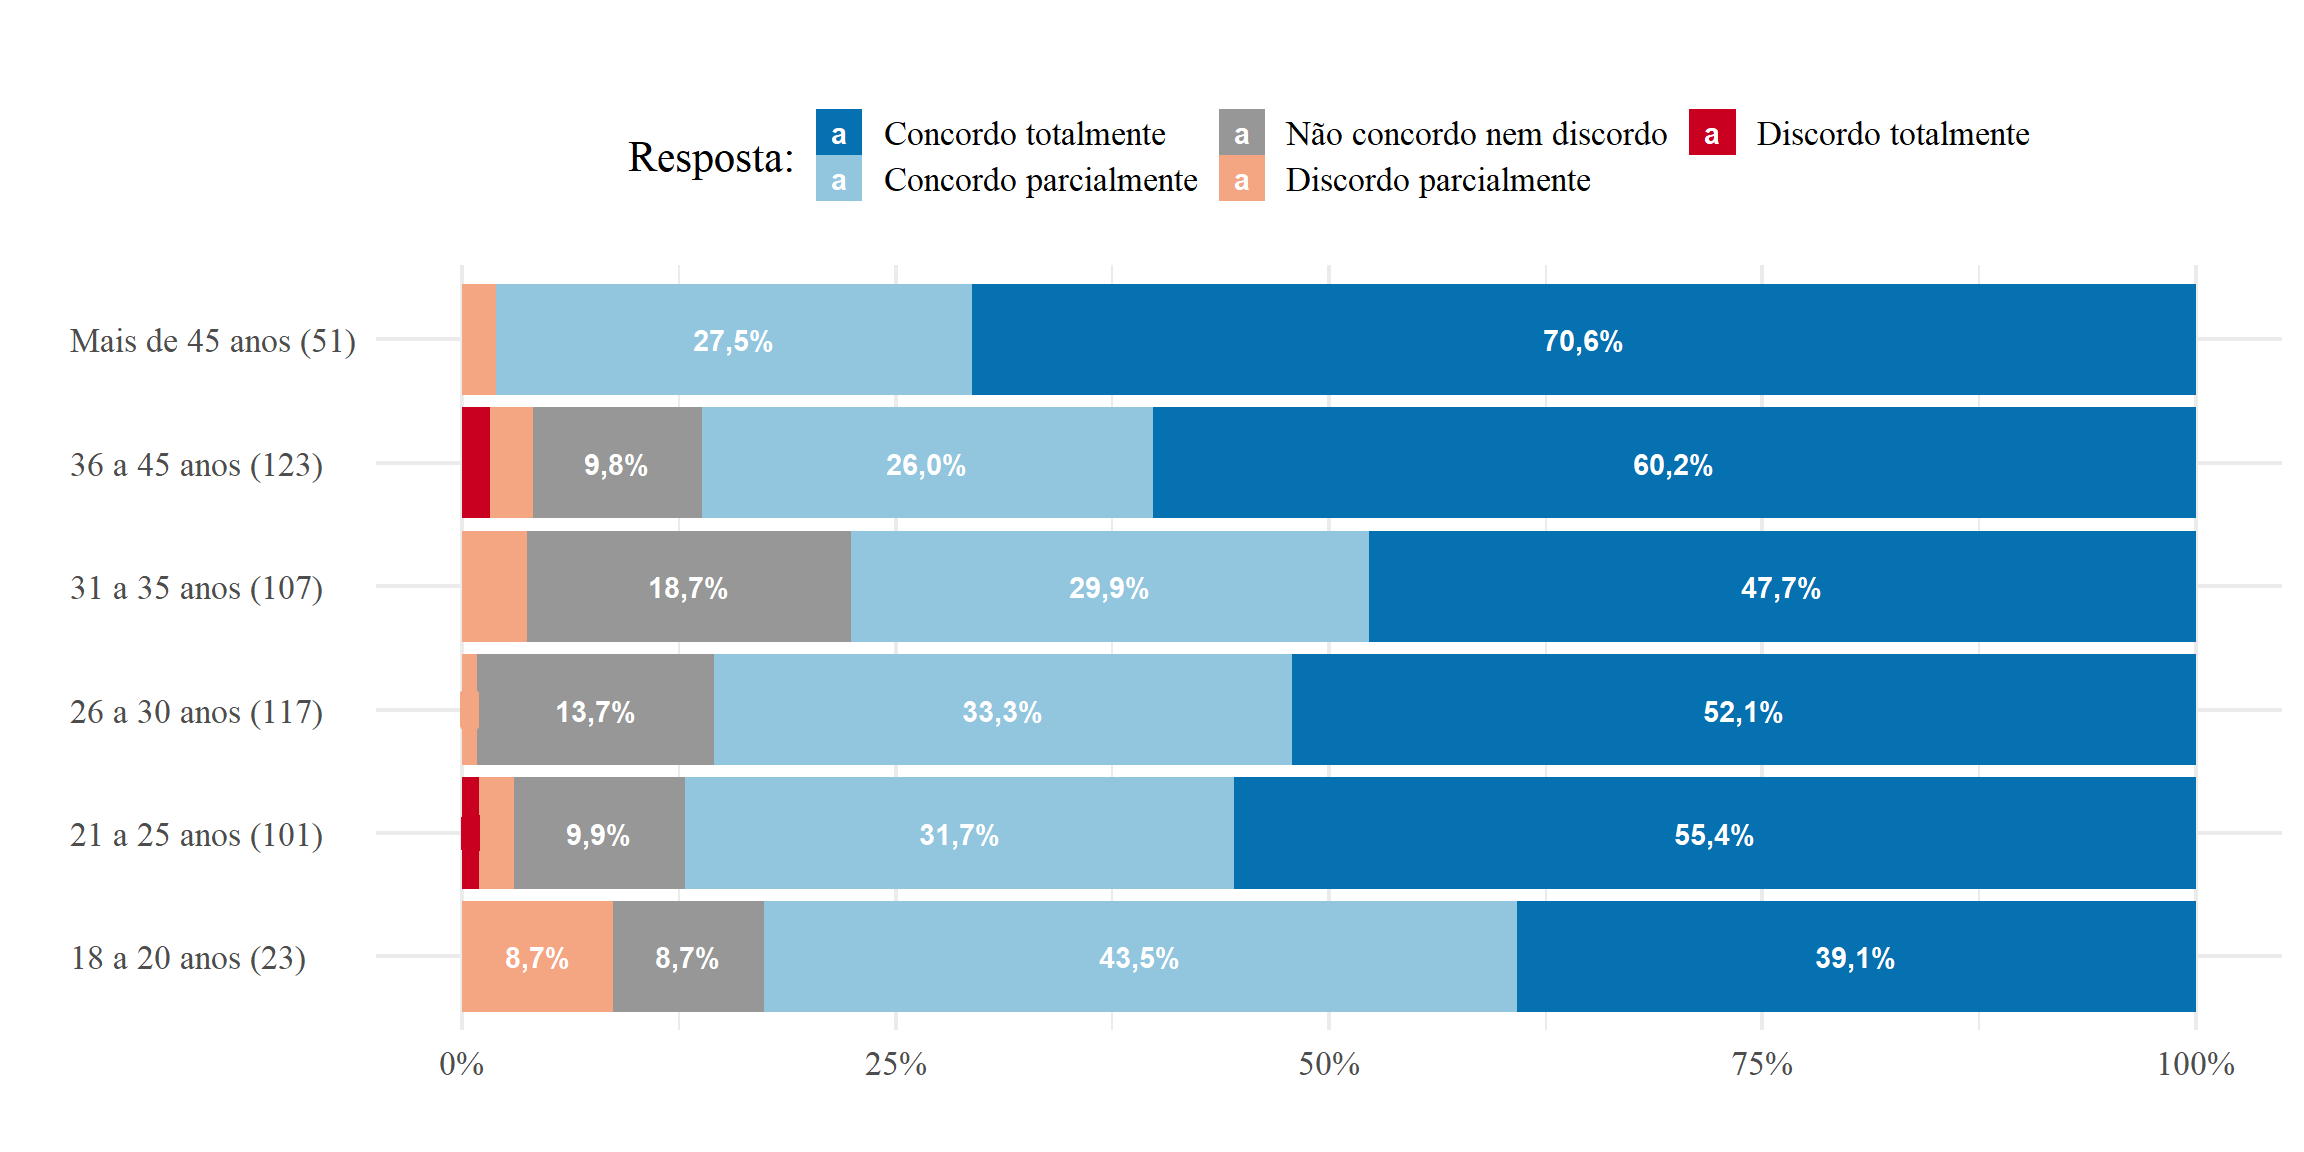 Resposta:
a Concordo totalmente
a Não concordo nem discordo
a Discordo totalmente
a Concordo parcialmente
a Discordo parcialmente
Mais de 45 anos (51)
27,5%
70,6%
36 a 45 anos (123)
9,8%
26,0%
60,2%
31 a 35 anos (107)
18,7%
29,9%
47,7%
26 a 30 anos (117)
13,7%
33,3%
52,1%
21 a 25 anos (101)
9,9%
31,7%
55,4%
18 a 20 anos (23)
8,7%
8,7%
43,5%
39,1%
0%
25%
50%
75%
100%